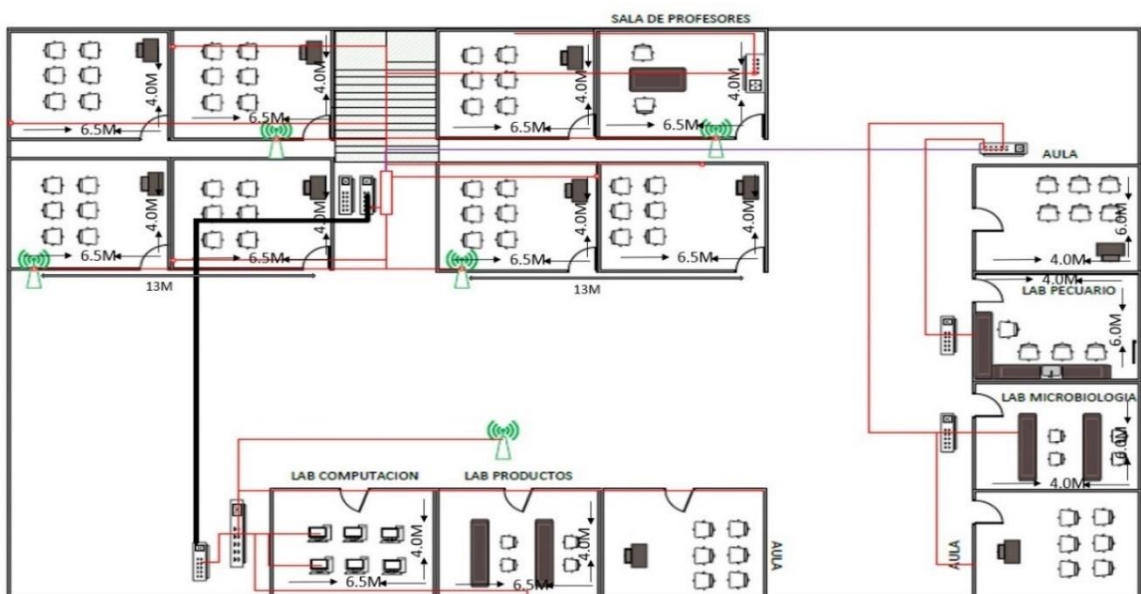 SALA DE PROFESORES
4.0M
4.0M
4.0M
4.0M
6.5M
6.5M
6.5M
6.5M
AULA
4.0M
4.0M
4.0M
4.0M
6.0M
6.5M
6.5M
6.5M
6.5M
4.0M
13M
13M
4.0M
LAB PECUARIO
6.0M
LAB MICROBIOLOGIA
6.0M
4.0M
LAB COMPUTACION
LAB PRODUCTOS
4.0M
4.0M
6.5M
6.5M
AULA
AULA